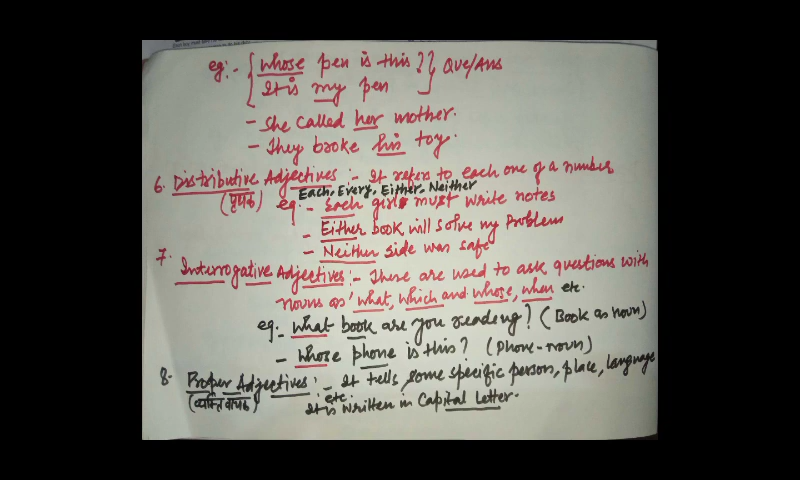 eg:- {whose pen is this?} Que/Ans
It is my pen
- She called her mother.
- They broke his toy.
6. Distributive Adjectives :- It refers to each one of a number
Each, Every, Either, Neither
(पृथक) eg:- Each girl must write notes
- Either book will solve my Problem
- Neither side was safe
7. Interrogative Adjectives :- These are used to ask questions with
nouns as 'what, which and whose, when etc.
eg:- what book are you reading? (Book as noun)
- whose phone is this? (Phone-noun)
8- Proper Adjectives :- It tells some specific person, place, language
etc.
(व्यक्तिवाचक) It is written in Capital Letter.